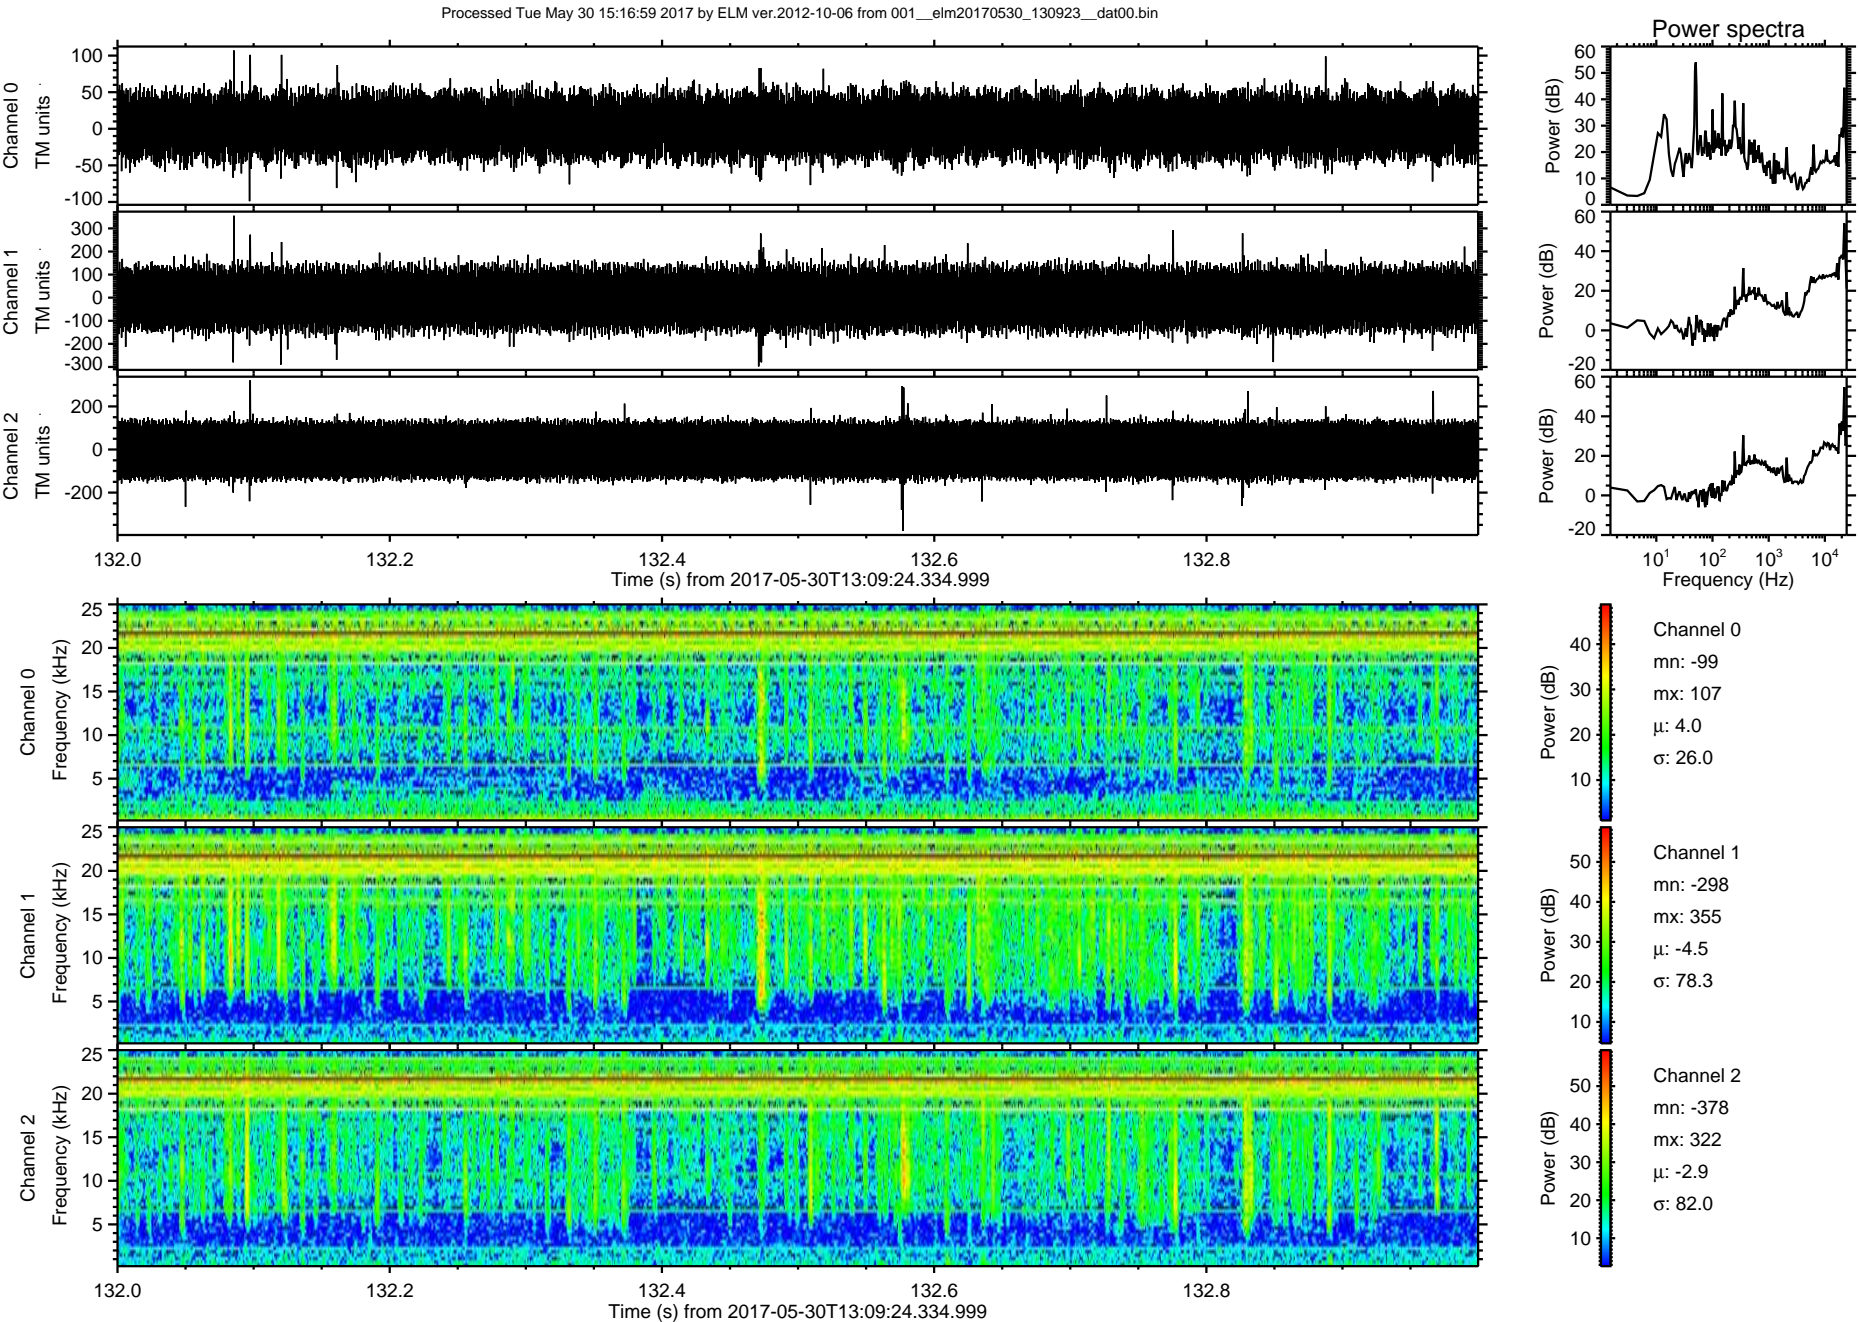 Processed Tue May 30 15:16:59 2017 by ELM ver.2012-10-06 from 001__elm20170530_130923__dat00.bin
Power spectra
Channel 0
TM units
100
50
0
-50
-100
Power (dB)
60
50
40
30
20
10
0
Channel 1
TM units
300
200
100
0
-100
-200
-300
Power (dB)
60
40
20
0
-20
Channel 2
TM units
200
0
-200
Power (dB)
60
40
20
0
-20
132.0 132.2 132.4 132.6 132.8
Time (s) from 2017-05-30T13:09:24.334.999
10^1 10^2 10^3 10^4
Frequency (Hz)
Channel 0
Frequency (kHz)
25
20
15
10
5
Power (dB)
40
30
20
10
Channel 0
mn: -99
mx: 107
μ: 4.0
σ: 26.0
Channel 1
Frequency (kHz)
25
20
15
10
5
Power (dB)
50
40
30
20
10
Channel 1
mn: -298
mx: 355
μ: -4.5
σ: 78.3
Channel 2
Frequency (kHz)
25
20
15
10
5
Power (dB)
50
40
30
20
10
Channel 2
mn: -378
mx: 322
μ: -2.9
σ: 82.0
132.0 132.2 132.4 132.6 132.8
Time (s) from 2017-05-30T13:09:24.334.999